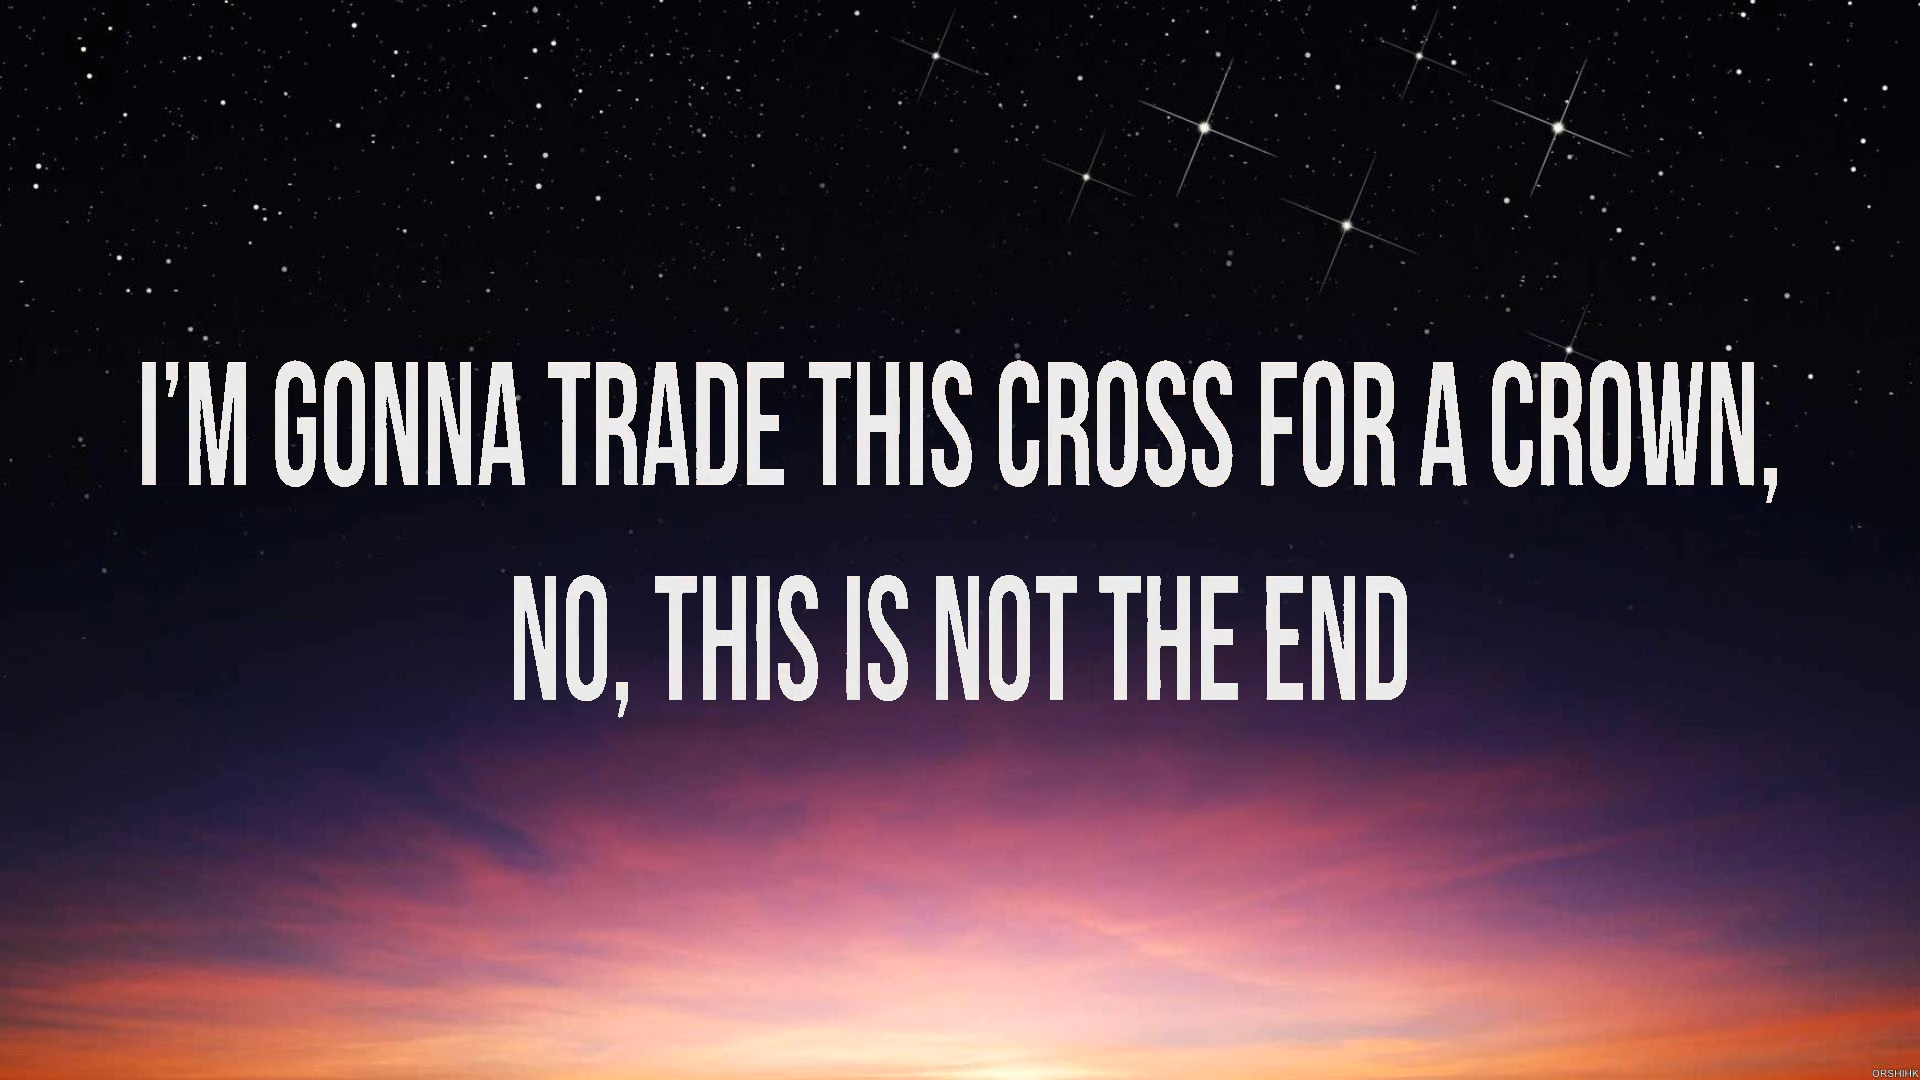 I'M GONNA TRADE THIS CROSS FOR A CROWN,
NO, THIS IS NOT THE END
ORSHIHK